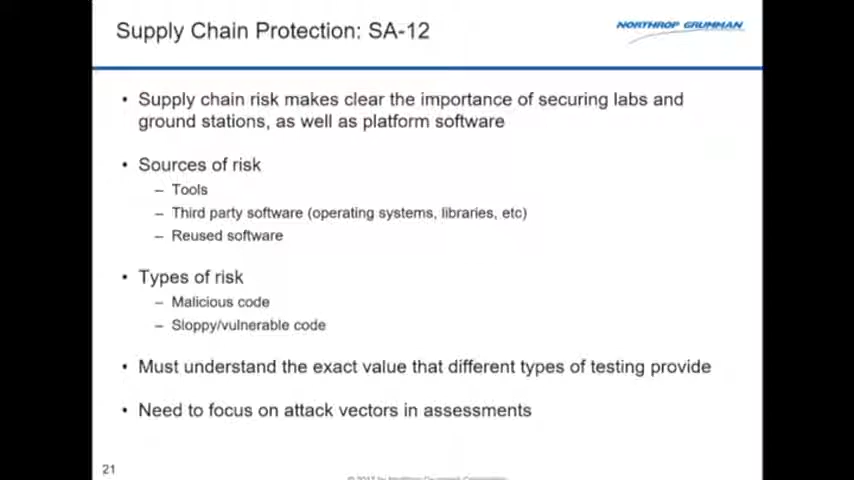 Supply Chain Protection: SA-12
NORTHROP GRUMMAN
• Supply chain risk makes clear the importance of securing labs and
ground stations, as well as platform software
• Sources of risk
– Tools
– Third party software (operating systems, libraries, etc)
– Reused software
• Types of risk
– Malicious code
– Sloppy/vulnerable code
• Must understand the exact value that different types of testing provide
• Need to focus on attack vectors in assessments
21